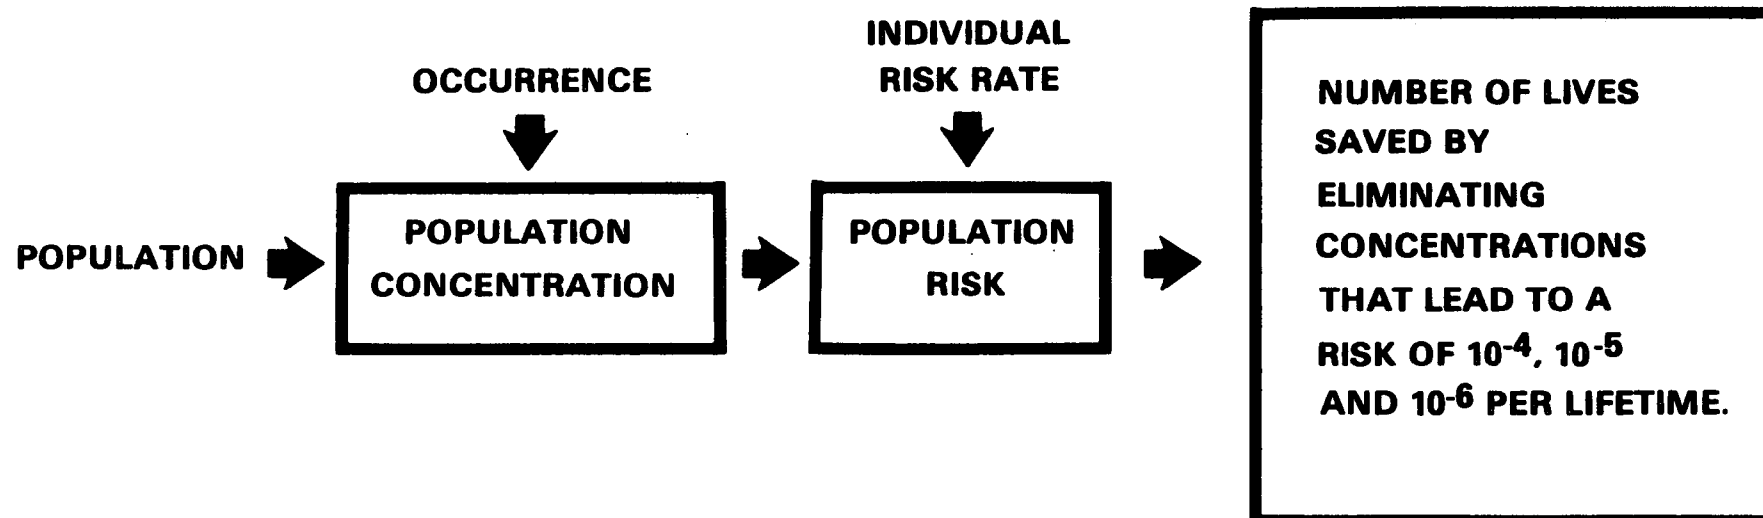 OCCURRENCE
INDIVIDUAL
RISK RATE
POPULATION
POPULATION
CONCENTRATION
POPULATION
RISK
NUMBER OF LIVES
SAVED BY
ELIMINATING
CONCENTRATIONS
THAT LEAD TO A
RISK OF 10⁻⁴, 10⁻⁵
AND 10⁻⁶ PER LIFETIME.